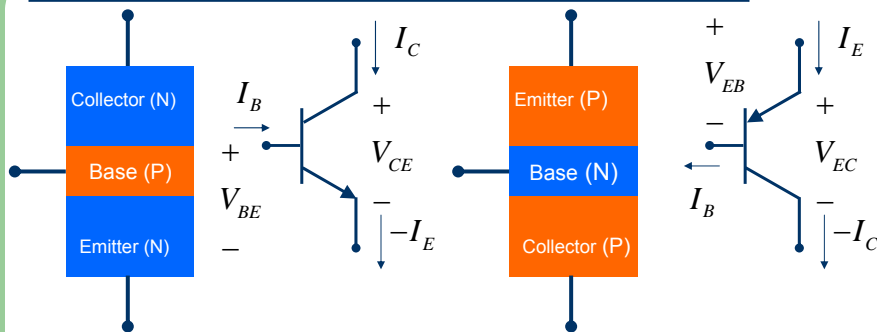 Collector (N)
Base (P)
Emitter (N)
I_B
+
V_BE
−
I_C
+
V_CE
−
−I_E
Emitter (P)
Base (N)
Collector (P)
+
V_EB
−
I_B
I_E
+
V_EC
−
−I_C